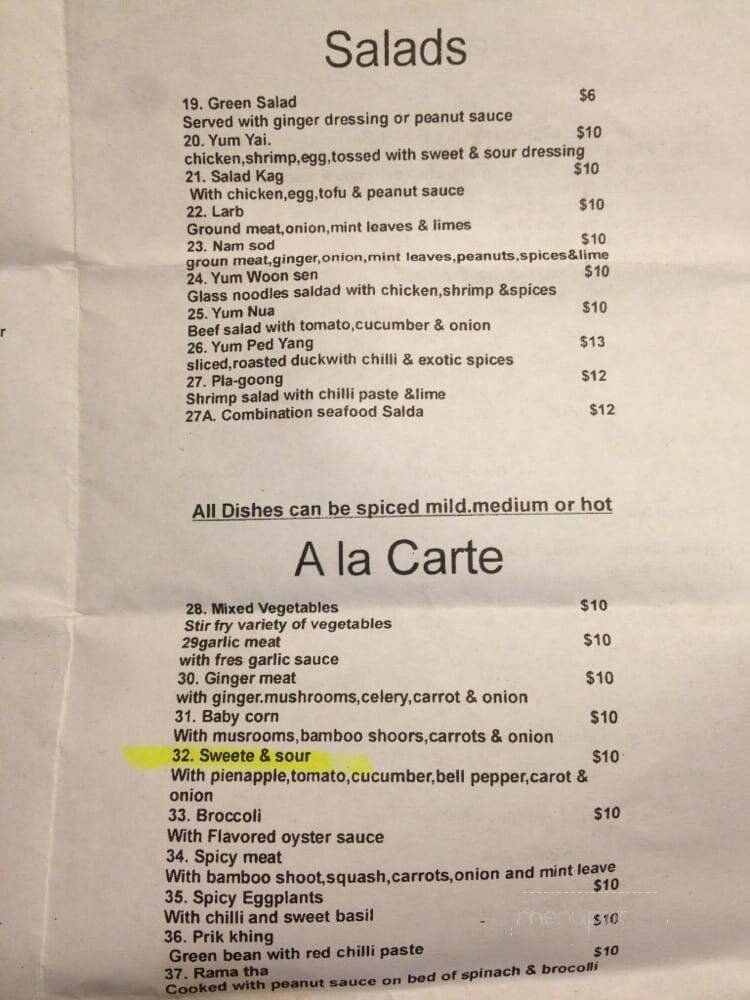 Salads
19. Green Salad $6
Served with ginger dressing or peanut sauce
20. Yum Yai. $10
chicken,shrimp,egg,tossed with sweet & sour dressing
21. Salad Kag $10
With chicken,egg,tofu & peanut sauce
22. Larb $10
Ground meat,onion,mint leaves & limes
23. Nam sod $10
groun meat,ginger,onion,mint leaves,peanuts,spices&lime
24. Yum Woon sen $10
Glass noodles saldad with chicken,shrimp &spices
25. Yum Nua $10
Beef salad with tomato,cucumber & onion
26. Yum Ped Yang $13
sliced,roasted duckwith chilli & exotic spices
27. Pla-goong $12
Shrimp salad with chilli paste &lime
27A. Combination seafood Salda $12
r
All Dishes can be spiced mild.medium or hot
A la Carte
28. Mixed Vegetables $10
Stir fry variety of vegetables
29garlic meat $10
with fres garlic sauce
30. Ginger meat $10
with ginger.mushrooms,celery,carrot & onion
31. Baby corn $10
With musrooms,bamboo shoors,carrots & onion
32. Sweete & sour $10
With pienapple,tomato,cucumber,bell pepper,carot &
onion
33. Broccoli $10
With Flavored oyster sauce
34. Spicy meat
With bamboo shoot,squash,carrots,onion and mint leave
35. Spicy Eggplants $10
With chilli and sweet basil $10
36. Prik khing
Green bean with red chilli paste $10
37. Rama tha
Cooked with peanut sauce on bed of spinach & brocolli